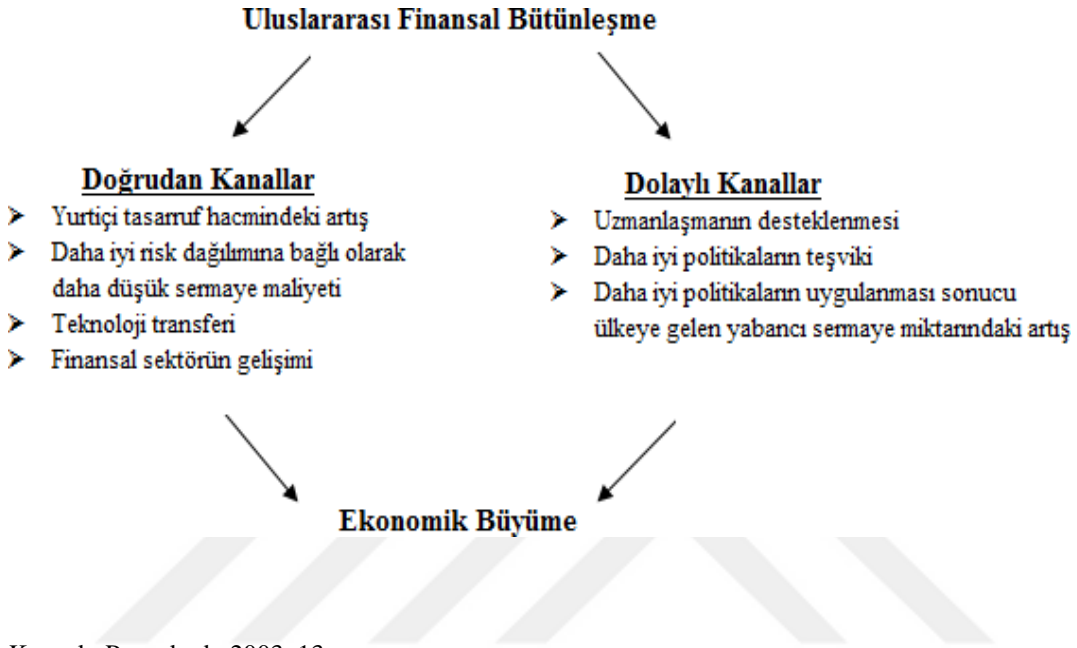 Uluslararası Finansal Bütünleşme
Doğrudan Kanallar
➢ Yurtiçi tasarruf hacmindeki artış
➢ Daha iyi risk dağılımına bağlı olarak
daha düşük sermaye maliyeti
➢ Teknoloji transferi
➢ Finansal sektörün gelişimi
Dolaylı Kanallar
➢ Uzmanlaşmanın desteklenmesi
➢ Daha iyi politikaların teşviki
➢ Daha iyi politikaların uygulanması sonucu
ülkeye gelen yabancı sermaye miktarındaki artış
Ekonomik Büyüme
2003: 13